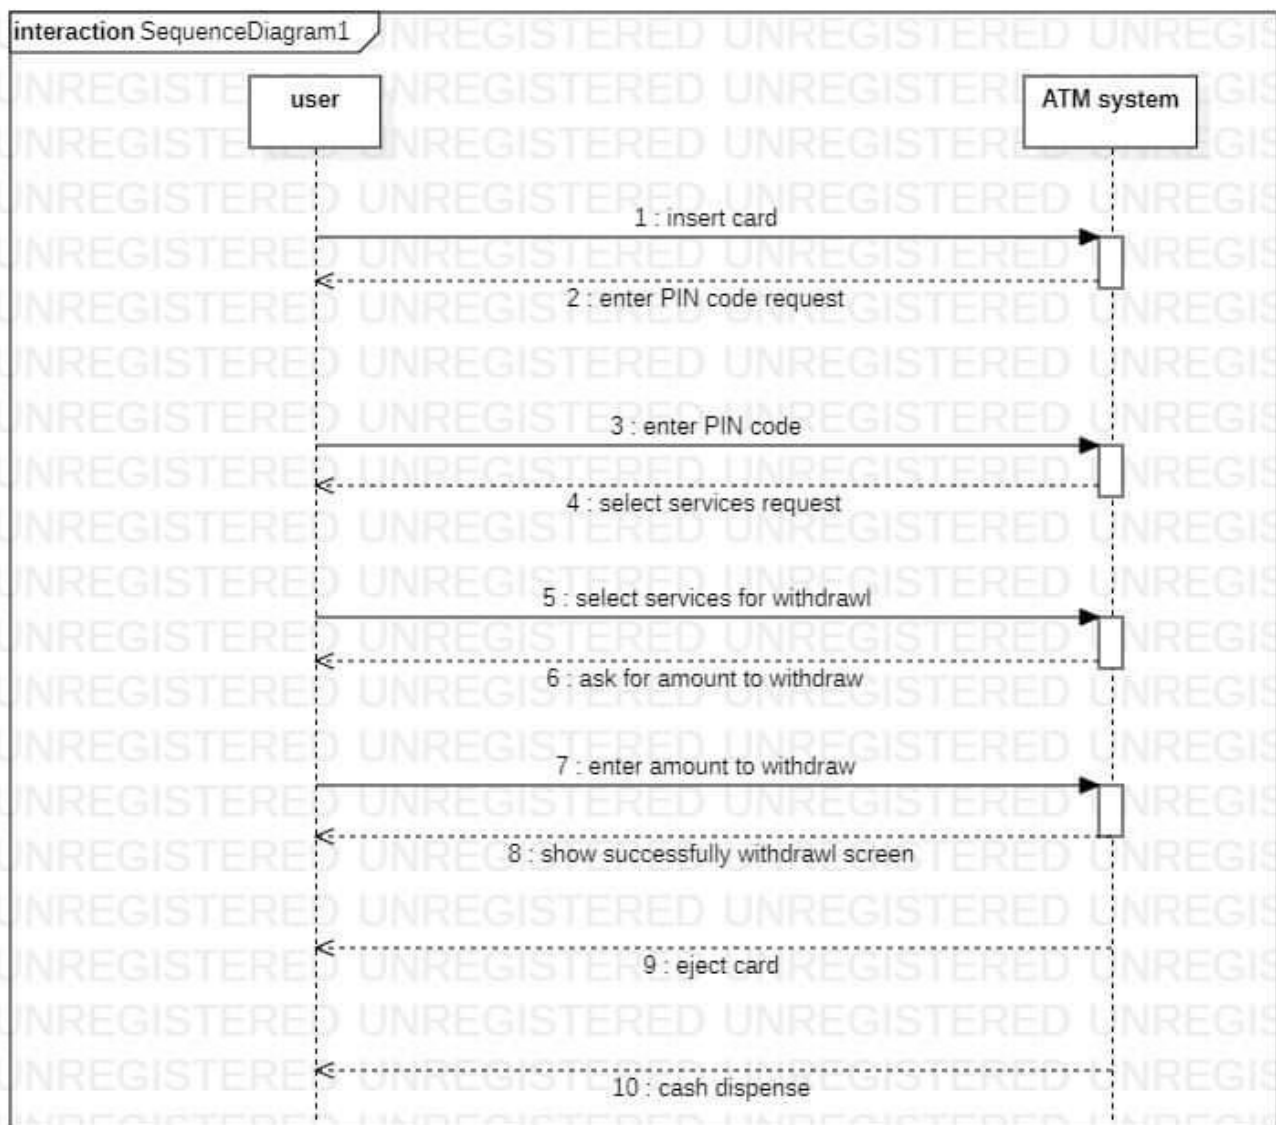 interaction SequenceDiagram1
user
ATM system
1 : insert card
2 : enter PIN code request
3 : enter PIN code
4 : select services request
5 : select services for withdrawl
6 : ask for amount to withdraw
7 : enter amount to withdraw
8 : show successfully withdrawl screen
9 : eject card
10 : cash dispense
UNREGISTERED